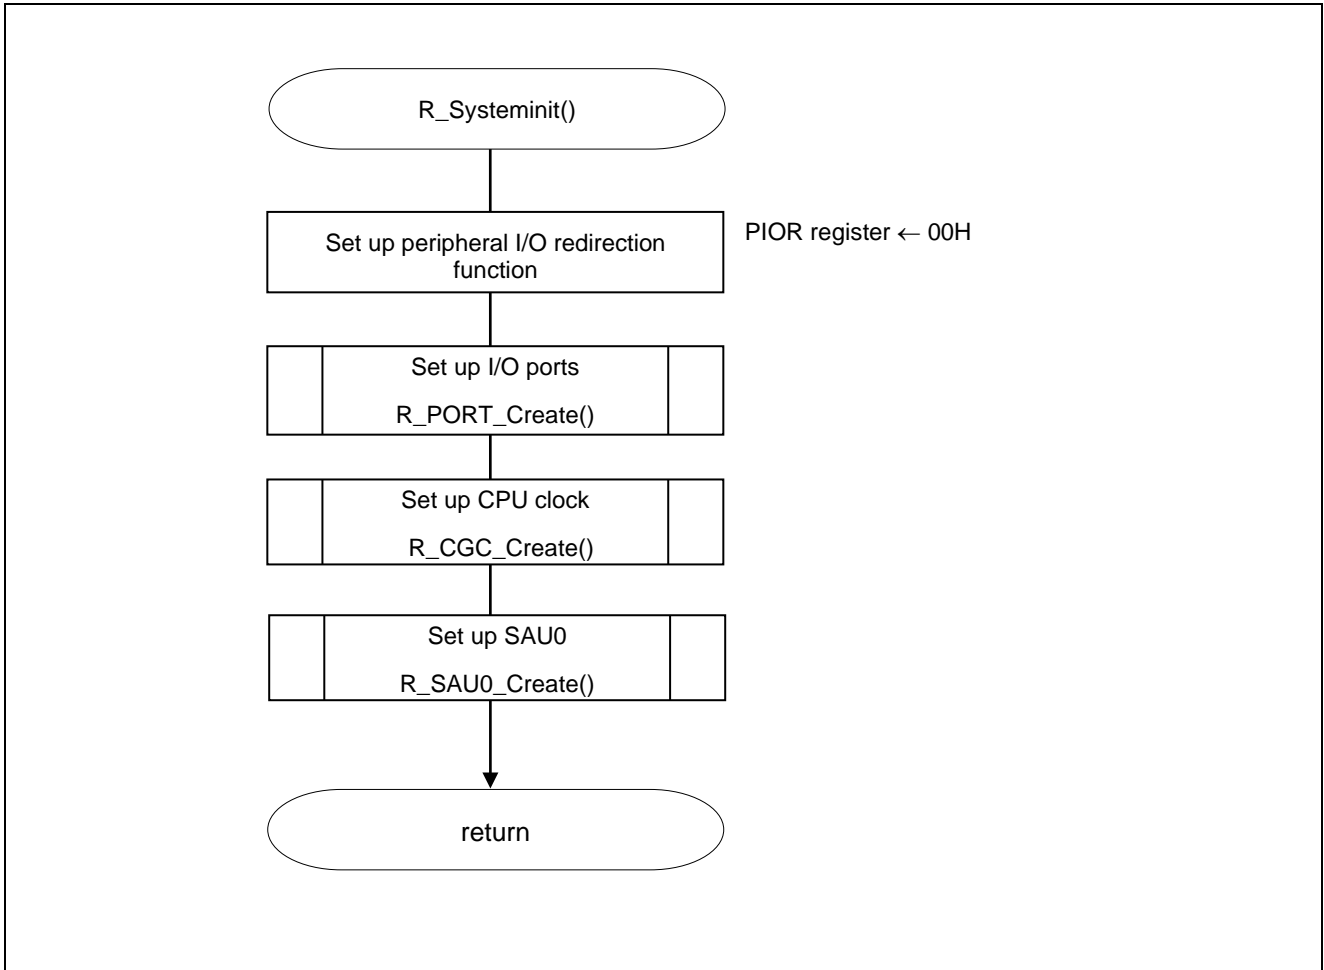 R_Systeminit()
Set up peripheral I/O redirection
function
PIOR register ← 00H
Set up I/O ports
R_PORT_Create()
Set up CPU clock
R_CGC_Create()
Set up SAU0
R_SAU0_Create()
return